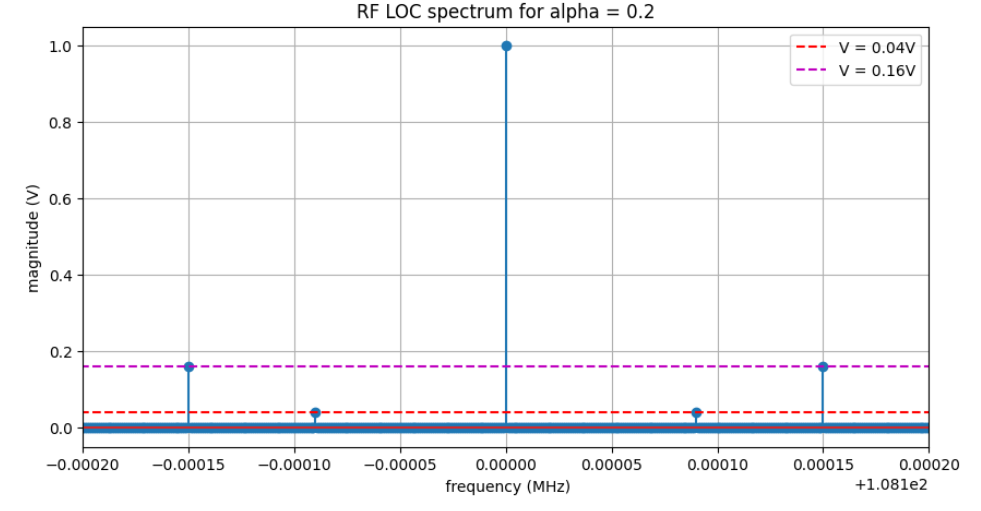 RF LOC spectrum for alpha = 0.2
magnitude (V)
1.0
0.8
0.6
0.4
0.2
0.0
V = 0.04V
V = 0.16V
−0.00020 −0.00015 −0.00010 −0.00005 0.00000 0.00005 0.00010 0.00015 0.00020
frequency (MHz)
+1.081e2